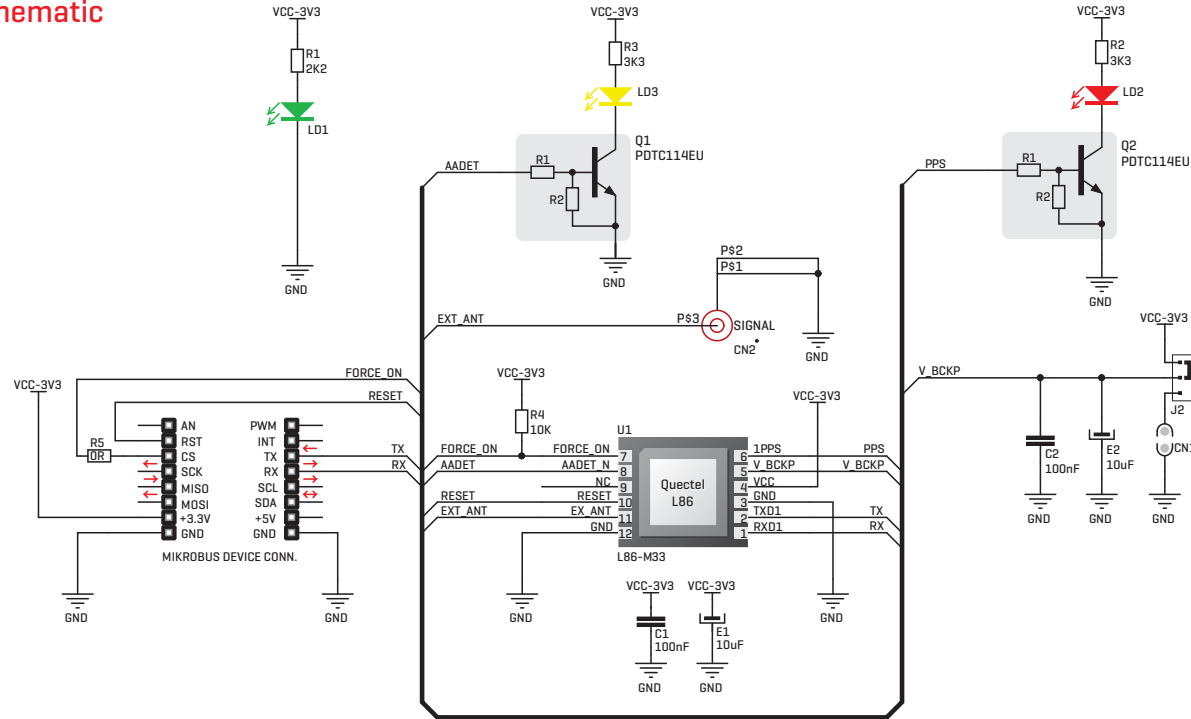 hematic
VCC-3V3
R1
2K2
LD1
GND
VCC-3V3
R3
3K3
LD3
Q1
PDTC114EU
AADET
R1
R2
GND
VCC-3V3
R2
3K3
LD2
Q2
PDTC114EU
PPS
R1
R2
GND
P$2
P$1
EXT_ANT
P$3
SIGNAL
CN2
GND
VCC-3V3
V_BCKP
J2
C2
100nF
E2
10uF
CN1
GND
GND
GND
FORCE_ON
RESET
VCC-3V3
R5
0R
AN
RST
CS
SCK
MISO
MOSI
+3.3V
GND
PWM
INT
TX
RX
SCL
SDA
+5V
GND
TX
RX
MIKROBUS DEVICE CONN.
GND
GND
VCC-3V3
R4
10K
U1
VCC-3V3
FORCE_ON
FORCE_ON
7
AADET
AADET_N
8
NC
9
RESET
RESET
10
EXT_ANT
EX_ANT
11
GND
12
Quectel
L86
6
1PPS
PPS
5
V_BCKP
V_BCKP
4
VCC
3
GND
2
TXD1
TX
1
RXD1
RX
L86-M33
GND
GND
VCC-3V3
C1
100nF
GND
VCC-3V3
E1
10uF
GND